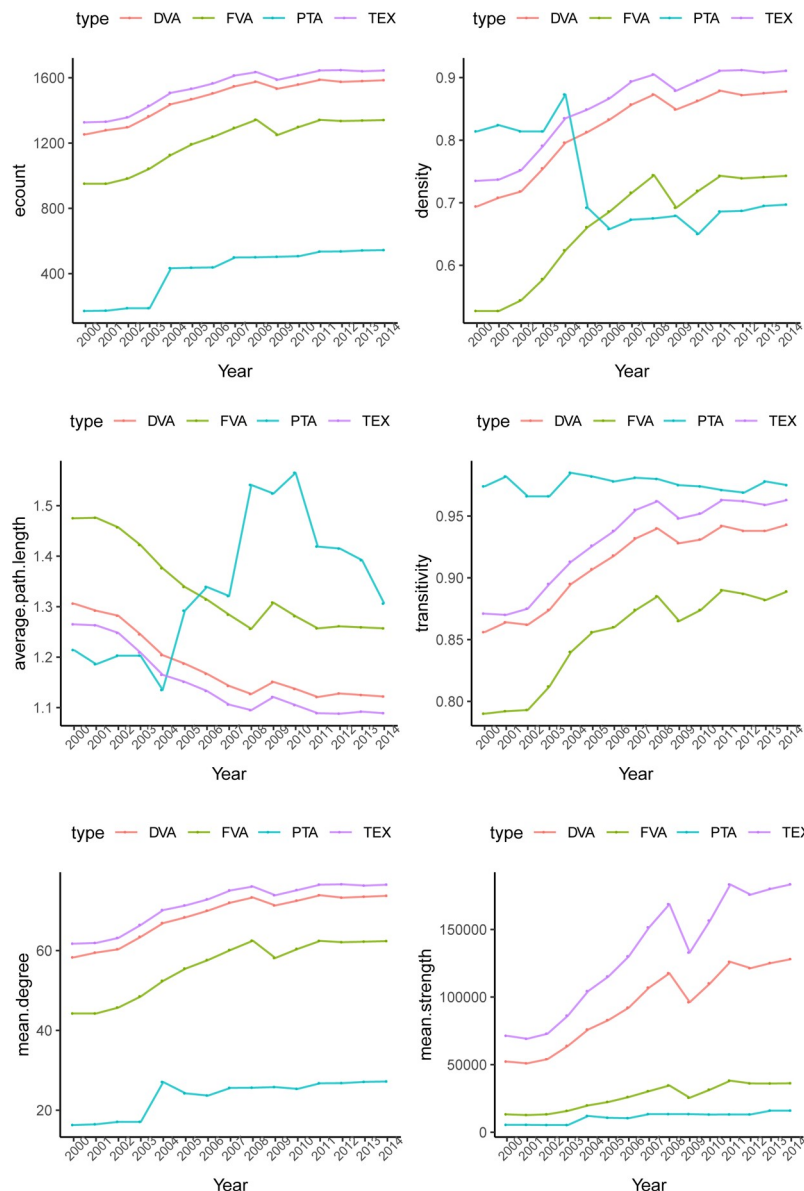 type DVA FVA PTA TEX
1600
1200
800
400
ecount
2000 2001 2002 2003 2004 2005 2006 2007 2008 2009 2010 2011 2012 2013 2014
Year
type DVA FVA PTA TEX
0.9
0.8
0.7
0.6
density
2000 2001 2002 2003 2004 2005 2006 2007 2008 2009 2010 2011 2012 2013 2014
Year
type DVA FVA PTA TEX
1.5
1.4
1.3
1.2
1.1
average.path.length
2000 2001 2002 2003 2004 2005 2006 2007 2008 2009 2010 2011 2012 2013 2014
Year
type DVA FVA PTA TEX
0.95
0.90
0.85
0.80
transitivity
2000 2001 2002 2003 2004 2005 2006 2007 2008 2009 2010 2011 2012 2013 2014
Year
type DVA FVA PTA TEX
60
40
20
mean.degree
2000 2001 2002 2003 2004 2005 2006 2007 2008 2009 2010 2011 2012 2013 2014
Year
type DVA FVA PTA TEX
150000
100000
50000
0
mean.strength
2000 2001 2002 2003 2004 2005 2006 2007 2008 2009 2010 2011 2012 2013 2014
Year